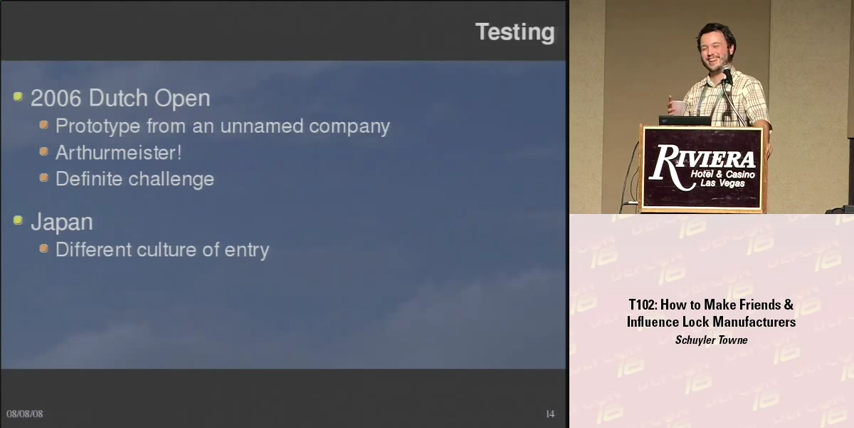 Testing
2006 Dutch Open
Prototype from an unnamed company
Arthurmeister!
Definite challenge
Japan
Different culture of entry
08/08/08
14
RIVIERA
Hotel & Casino
Las Vegas
T102: How to Make Friends &
Influence Lock Manufacturers
Schuyler Towne